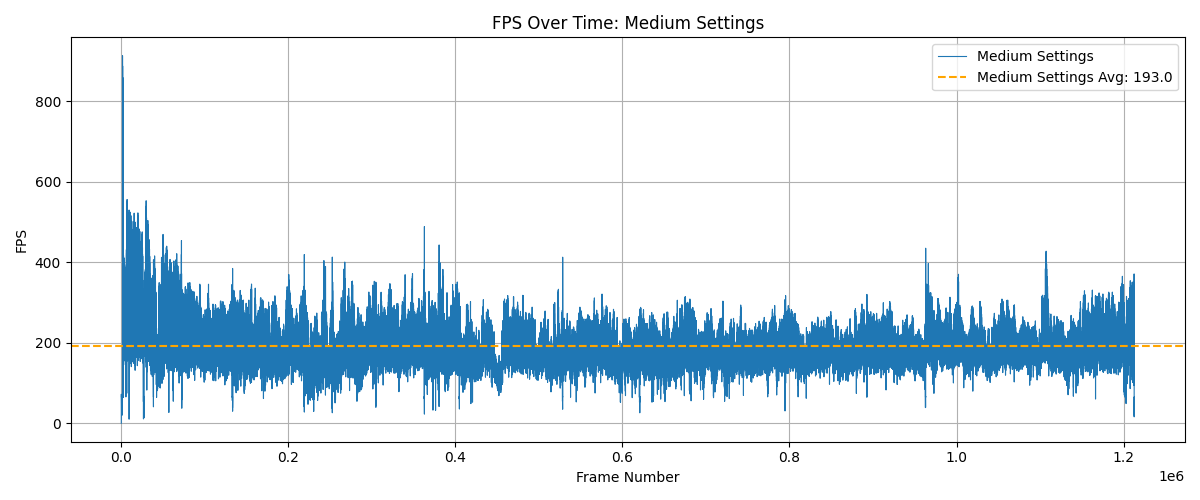 FPS Over Time: Medium Settings
Medium Settings
Medium Settings Avg: 193.0
FPS
800
600
400
200
0
0.0 0.2 0.4 0.6 0.8 1.0 1.2
1e6
Frame Number